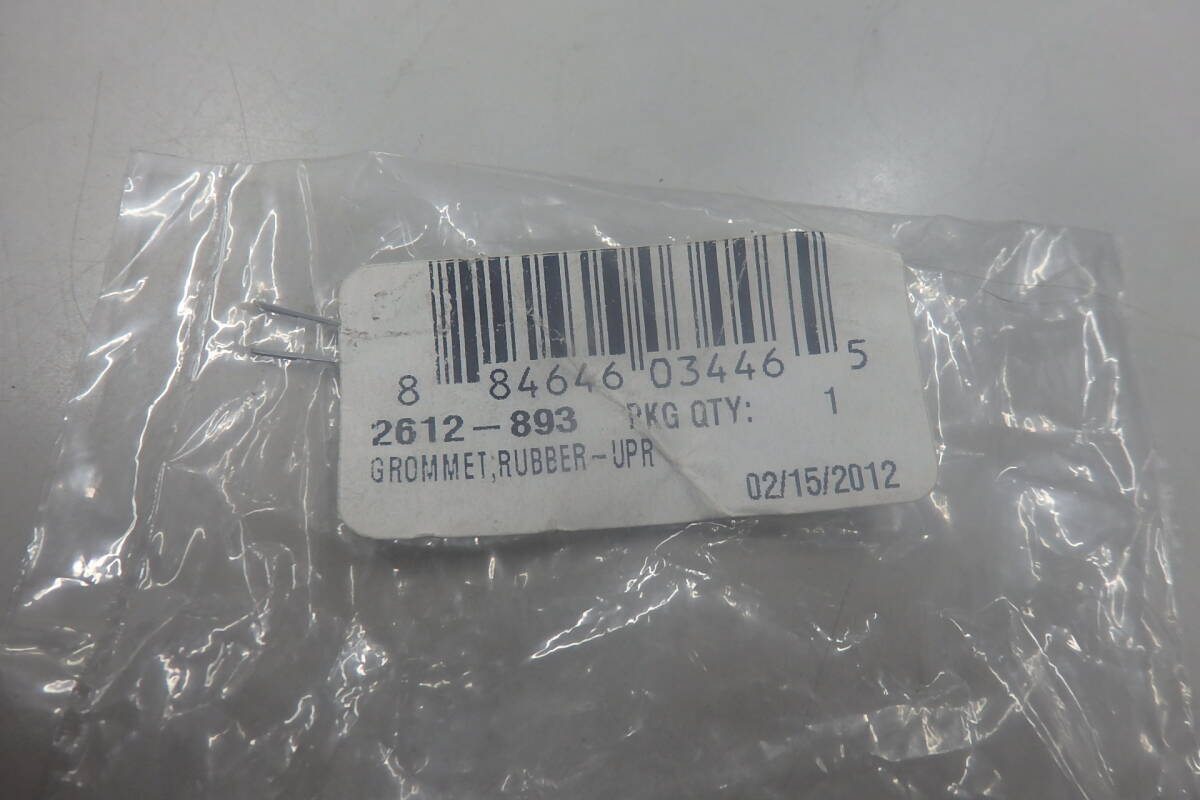 8 84646 03446 5
2612-893 PKG QTY: 1
GROMMET;RUBBER-UPR
02/15/2012